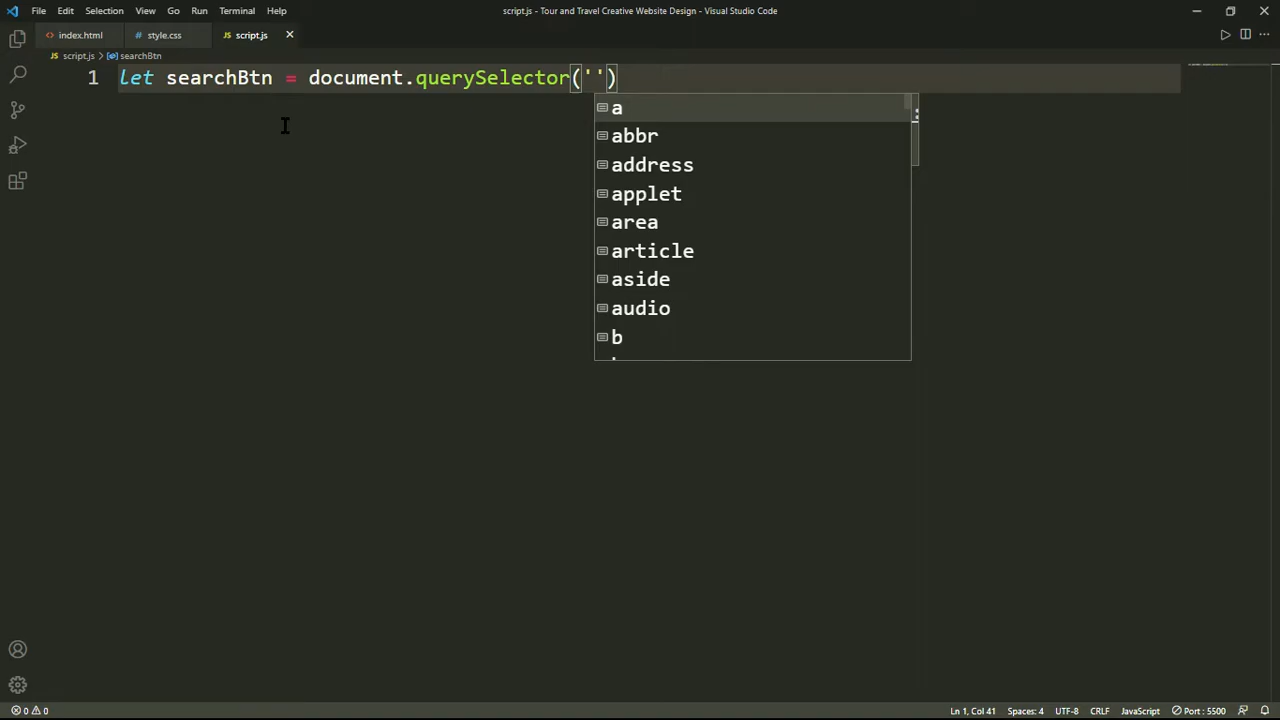 File Edit Selection View Go Run Terminal Help
script.js - Tour and Travel Creative Website Design - Visual Studio Code
index.html
style.css
script.js
script.js > searchBtn
1 let searchBtn = document.querySelector('')
a
abbr
address
applet
area
article
aside
audio
b
0 0
Ln 1, Col 41 Spaces: 4 UTF-8 CRLF JavaScript Port : 5500